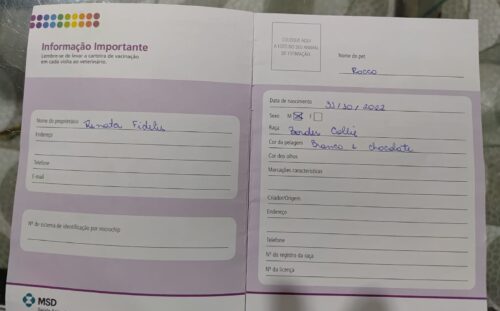 Informação Importante
Lembre-se de levar a carteira de vacinação
em cada visita ao veterinário.
Nome do proprietário Renata Fidelis
Endereço
Telefone
E-mail
Nº do sistema de identificação por microchip
MSD
COLOQUE AQUI
A FOTO DO SEU ANIMAL
DE ESTIMAÇÃO
Nome do pet
Rocco
Data de nascimento 31/10/2022
Sexo M F
Raça Border Collie
Cor da pelagem Branco e chocolate
Cor dos olhos
Marcações características
Criador/Origem
Endereço
Telefone
Nº do registro da raça
Nº da licença